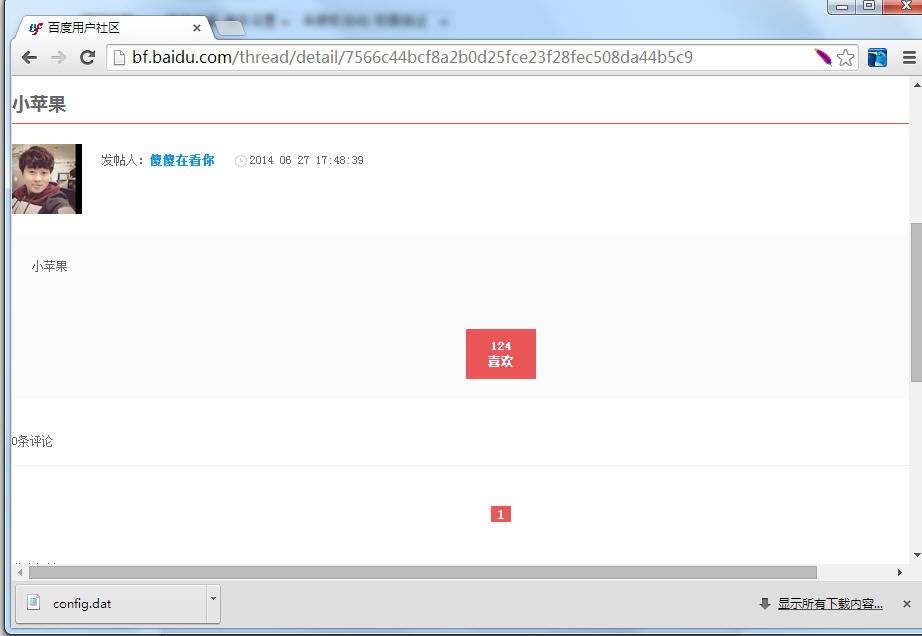 百度用户社区
bf.baidu.com/thread/detail/7566c44bcf8a2b0d25fce23f28fec508da44b5c9
小苹果
发帖人：傻傻在看你 2014 06 27 17:48:39
小苹果
124
喜欢
0条评论
1
config.dat
显示所有下载内容...